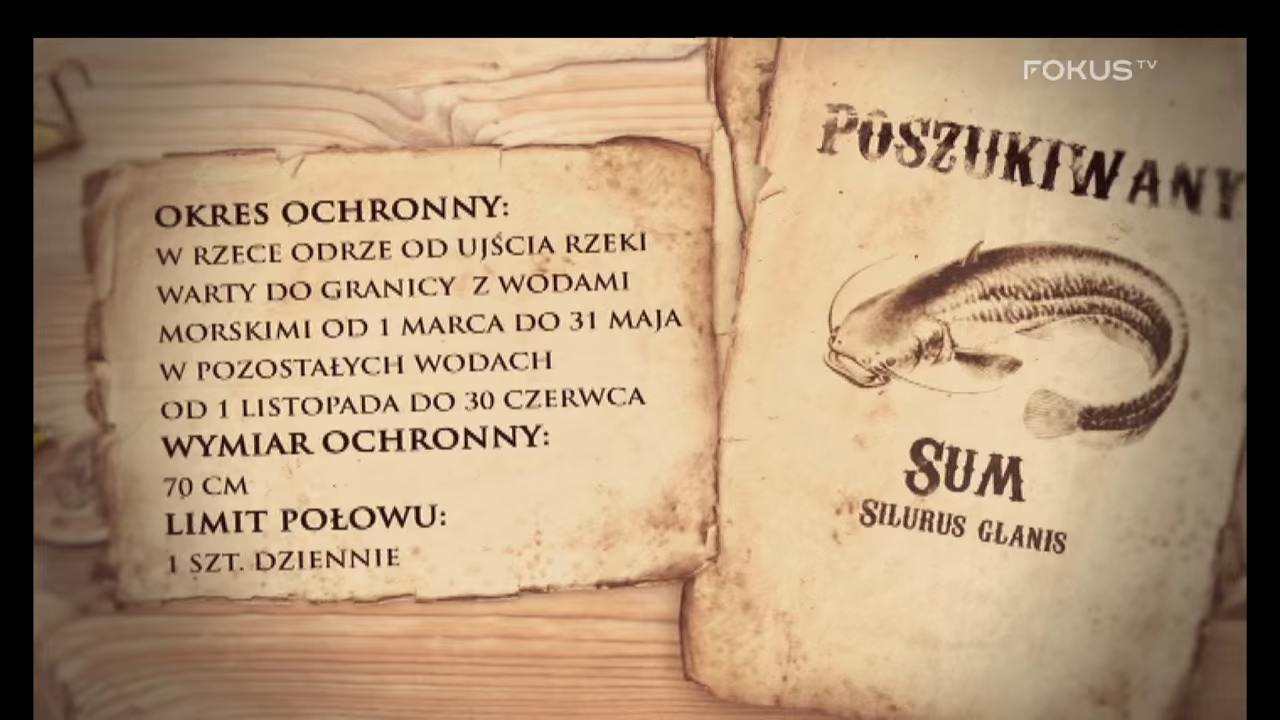 FOKUS TV
OKRES OCHRONNY:
W RZECE ODRZE OD UJŚCIA RZEKI
WARTY DO GRANICY Z WODAMI
MORSKIMI OD 1 MARCA DO 31 MAJA
W POZOSTAŁYCH WODACH
OD 1 LISTOPADA DO 30 CZERWCA
WYMIAR OCHRONNY:
70 CM
LIMIT POŁOWU:
1 SZT. DZIENNIE
POSZUKIWANY
SUM
SILURUS GLANIS